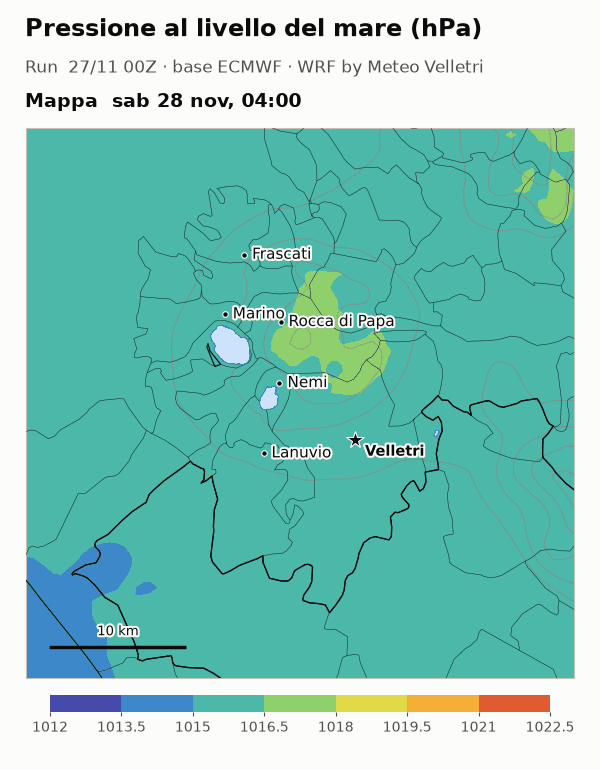 Pressione al livello del mare (hPa)
Run  27/11 00Z · base ECMWF · WRF by Meteo Velletri
Mappa  sab 28 nov, 04:00
Frascati
Marino
Rocca di Papa
Nemi
Velletri
Lanuvio
10 km
1012 1013.5 1015 1016.5 1018 1019.5 1021 1022.5